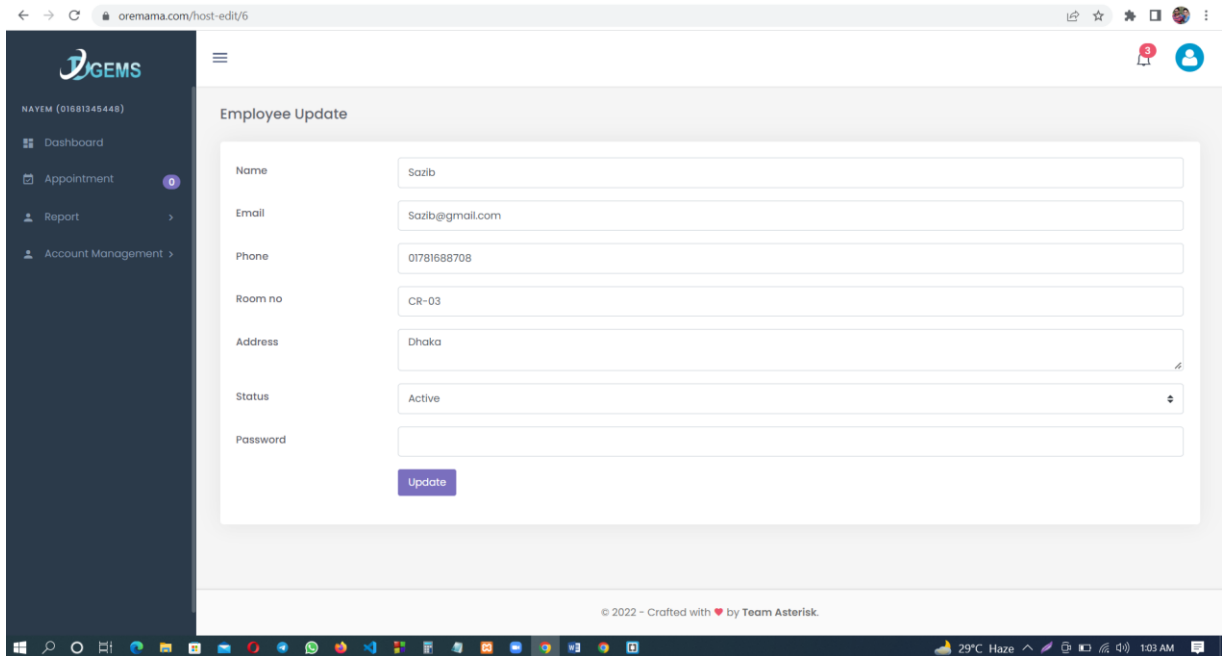 oremama.com/host-edit/6
GEMS
3
NAYEM (01681345448)
Dashboard
Appointment 0
Report
Account Management
Employee Update
Name Sazib
Email Sazib@gmail.com
Phone 01781688708
Room no CR-03
Address Dhaka
Status Active
Password
Update
© 2022 - Crafted with ♥ by Team Asterisk.
29°C Haze 1:03 AM